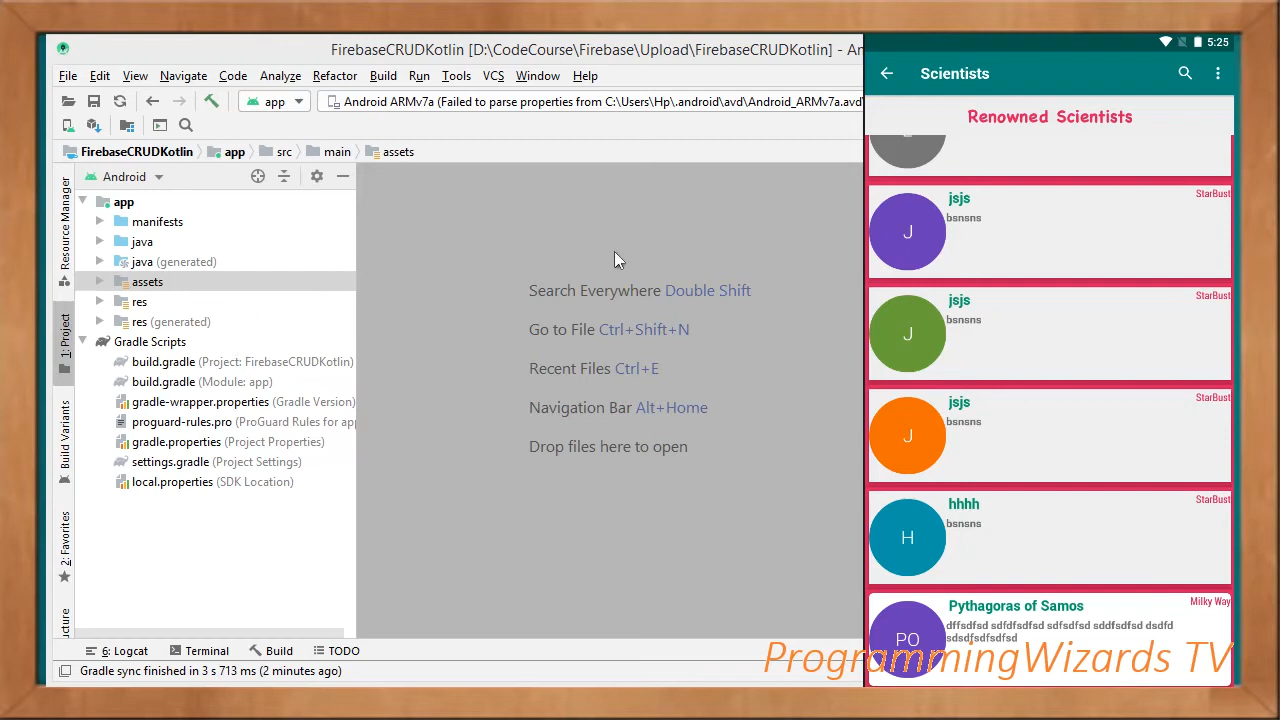 FirebaseCRUDKotlin [D:\CodeCourse\Firebase\Upload\FirebaseCRUDKotlin] - An
File Edit View Navigate Code Analyze Refactor Build Run Tools VCS Window Help
app Android ARMv7a (Failed to parse properties from C:\Users\Hp\.android\avd\Android_ARMv7a.avd\
FirebaseCRUDKotlin app src main assets
Android
Resource Manager
1: Project
Build Variants
2: Favorites
app
manifests
java
java (generated)
assets
res
res (generated)
Gradle Scripts
build.gradle (Project: FirebaseCRUDKotlin)
build.gradle (Module: app)
gradle-wrapper.properties (Gradle Version)
proguard-rules.pro (ProGuard Rules for app
gradle.properties (Project Properties)
settings.gradle (Project Settings)
local.properties (SDK Location)
Search Everywhere Double Shift
Go to File Ctrl+Shift+N
Recent Files Ctrl+E
Navigation Bar Alt+Home
Drop files here to open
6: Logcat Terminal Build TODO
Gradle sync finished in 3 s 713 ms (2 minutes ago)
5:25
Scientists
Renowned Scientists
jsjs StarBust
J bsnsns
jsjs StarBust
J bsnsns
jsjs StarBust
J bsnsns
hhhh StarBust
H bsnsns
Pythagoras of Samos Milky Way
PO dffsdfsd sdfdfsdfsd sdfsdfsd sddfsdfsd dsdfd
sdsdfsdfsdfsd
ProgrammingWizards TV